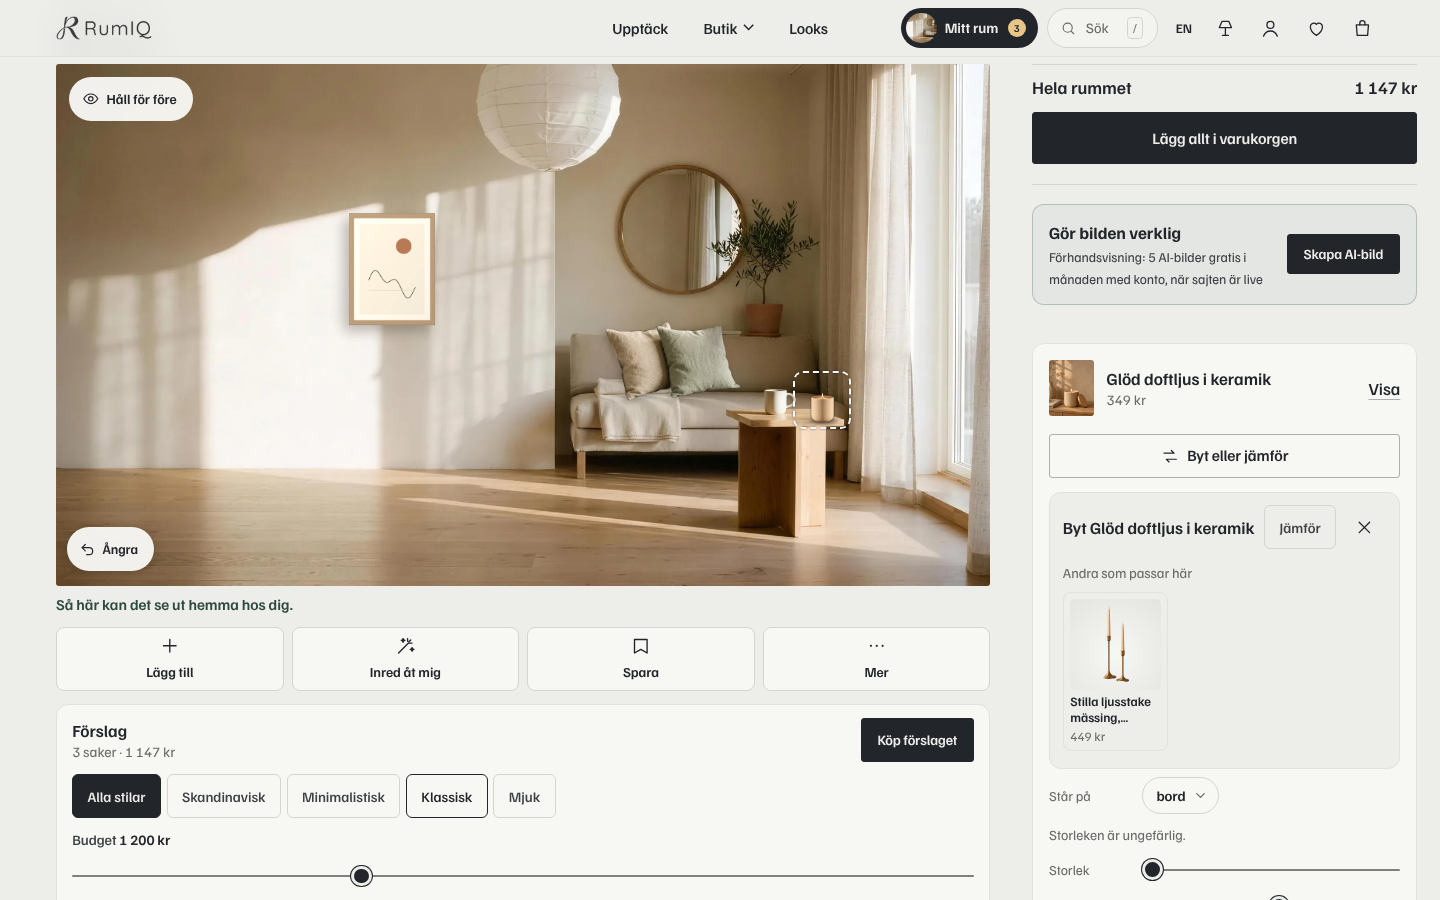 RumIQ
Upptäck
Butik
Looks
Mitt rum
3
Sök
/
EN
Håll för före
Ångra
Så här kan det se ut hemma hos dig.
Lägg till
Inred åt mig
Spara
Mer
Förslag
3 saker · 1 147 kr
Köp förslaget
Alla stilar
Skandinavisk
Minimalistisk
Klassisk
Mjuk
Budget 1 200 kr
Hela rummet
1 147 kr
Lägg allt i varukorgen
Gör bilden verklig
Förhandsvisning: 5 AI-bilder gratis i
månaden med konto, när sajten är live
Skapa AI-bild
Glöd doftljus i keramik
349 kr
Visa
Byt eller jämför
Byt Glöd doftljus i keramik
Jämför
Andra som passar här
Stilla ljusstake
mässing,…
449 kr
Står på
bord
Storleken är ungefärlig.
Storlek